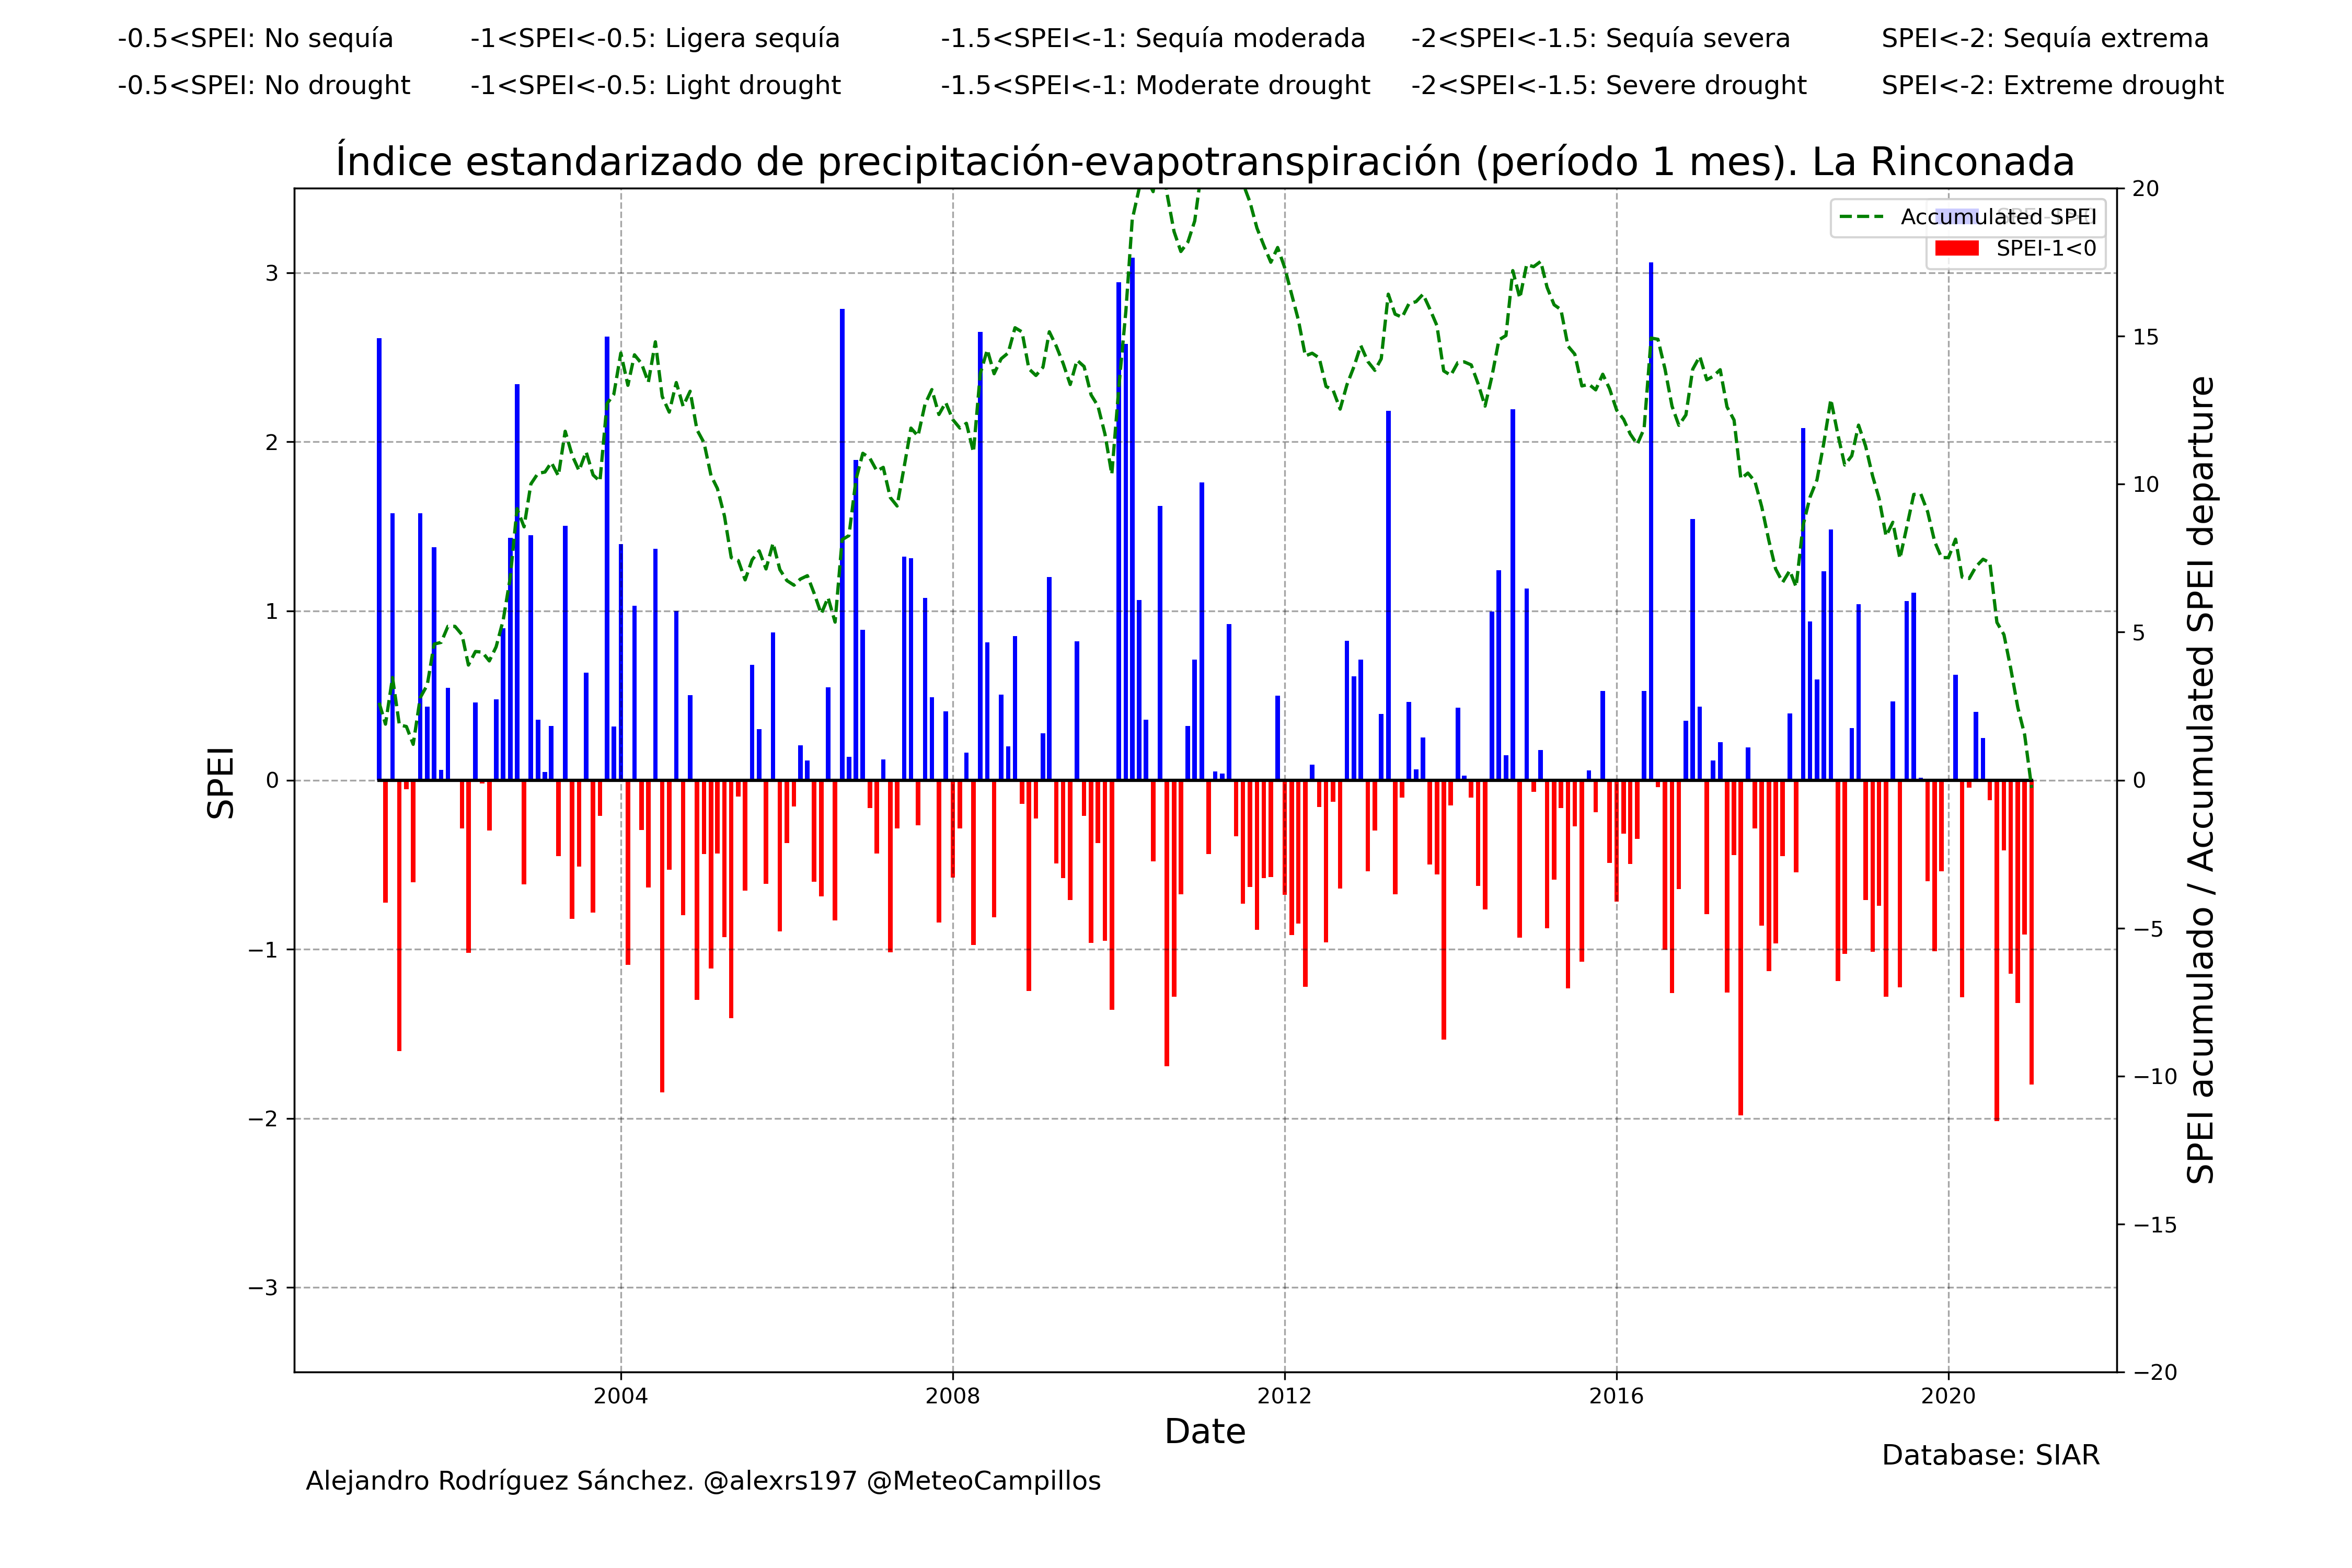 -0.5<SPEI: No sequía -1<SPEI<-0.5: Ligera sequía -1.5<SPEI<-1: Sequía moderada -2<SPEI<-1.5: Sequía severa SPEI<-2: Sequía extrema
-0.5<SPEI: No drought -1<SPEI<-0.5: Light drought -1.5<SPEI<-1: Moderate drought -2<SPEI<-1.5: Severe drought SPEI<-2: Extreme drought
Índice estandarizado de precipitación-evapotranspiración (período 1 mes). La Rinconada
Accumulated SPEI
SPEI-1<0
SPEI
3
2
1
0
−1
−2
−3
20
15
10
5
0
−5
−10
−15
−20
SPEI acumulado / Accumulated SPEI departure
2004 2008 2012 2016 2020
Date
Database: SIAR
Alejandro Rodríguez Sánchez. @alexrs197 @MeteoCampillos